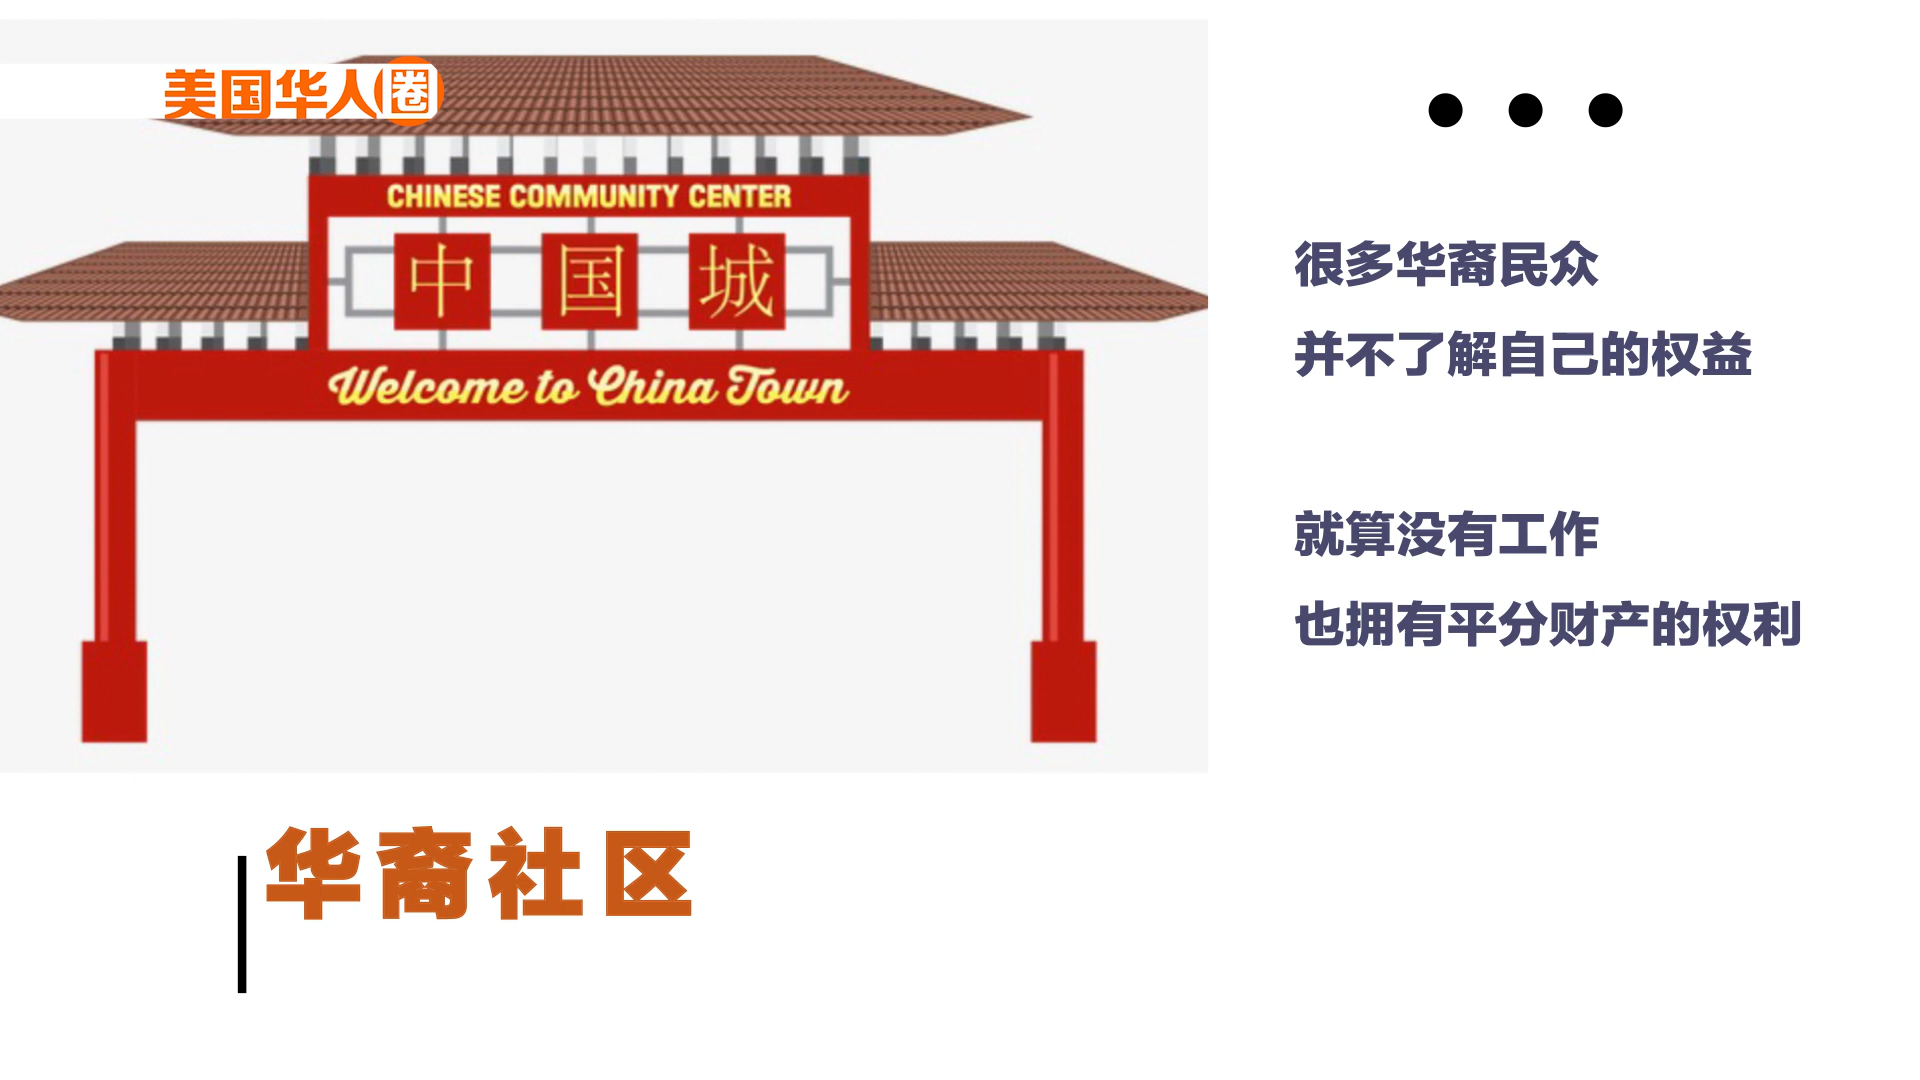 美国华人圈
CHINESE COMMUNITY CENTER
中国城
Welcome to China Town
很多华裔民众
并不了解自己的权益
就算没有工作
也拥有平分财产的权利
华裔社区